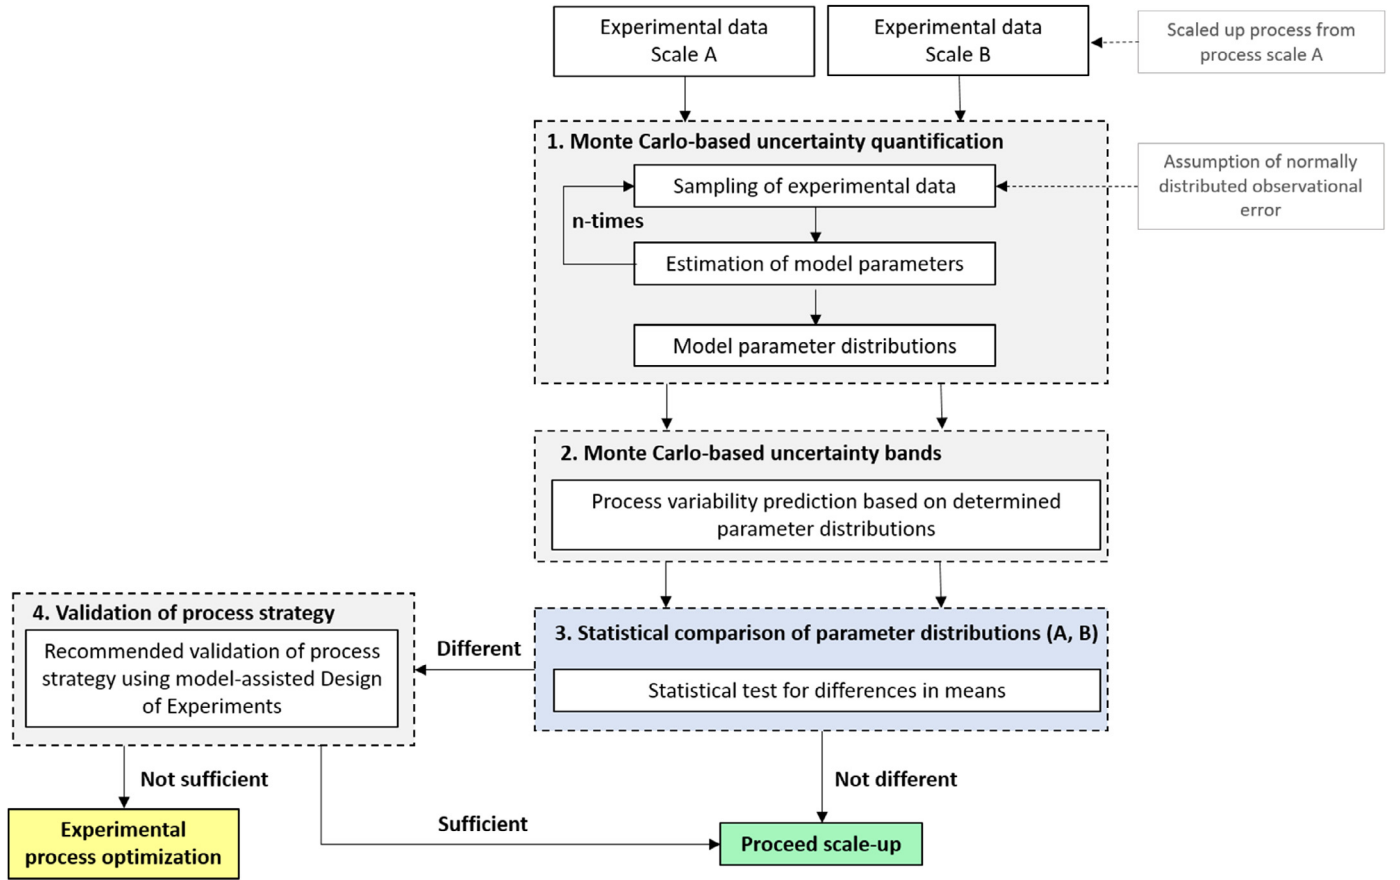 Experimental data
Scale A
Experimental data
Scale B
Scaled up process from
process scale A
1. Monte Carlo-based uncertainty quantification
Sampling of experimental data
Assumption of normally
distributed observational
error
n-times
Estimation of model parameters
Model parameter distributions
2. Monte Carlo-based uncertainty bands
Process variability prediction based on determined
parameter distributions
3. Statistical comparison of parameter distributions (A, B)
Statistical test for differences in means
Different
4. Validation of process strategy
Recommended validation of process
strategy using model-assisted Design
of Experiments
Not sufficient
Sufficient
Not different
Experimental
process optimization
Proceed scale-up